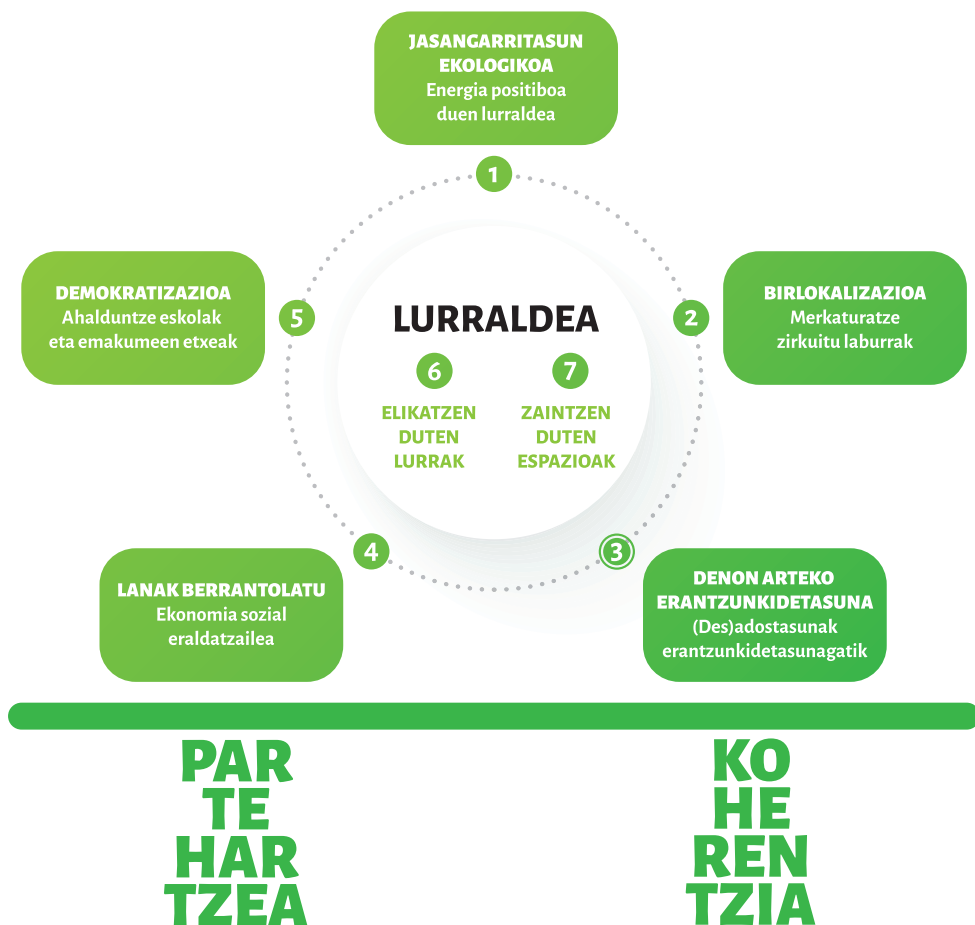 JASANGARRITASUN
EKOLOGIKOA
Energia positiboa
duen lurraldea
1
DEMOKRATIZAZIOA
Ahalduntze eskolak
eta emakumeen etxeak
5
LURRALDEA
6
ELIKATZEN
DUTEN
LURRAK
7
ZAINTZEN
DUTEN
ESPAZIOAK
2
BIRLOKALIZAZIOA
Merkaturatze
zirkuitu laburrak
4
LANAK BERRANTOLATU
Ekonomia sozial
eraldatzailea
3
DENON ARTEKO
ERANTZUNKIDETASUNA
(Des)adostasunak
erantzunkidetasunagatik
PAR
TE
HAR
TZEA
KO
HE
REN
TZIA